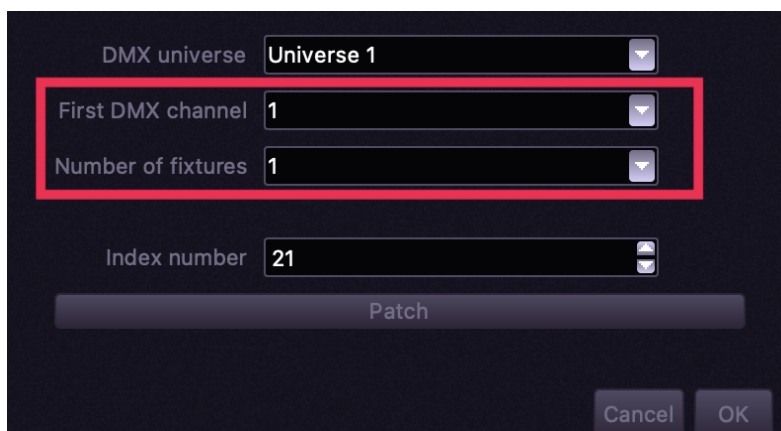 DMX universe Universe 1
First DMX channel 1
Number of fixtures 1
Index number 21
Patch
Cancel OK